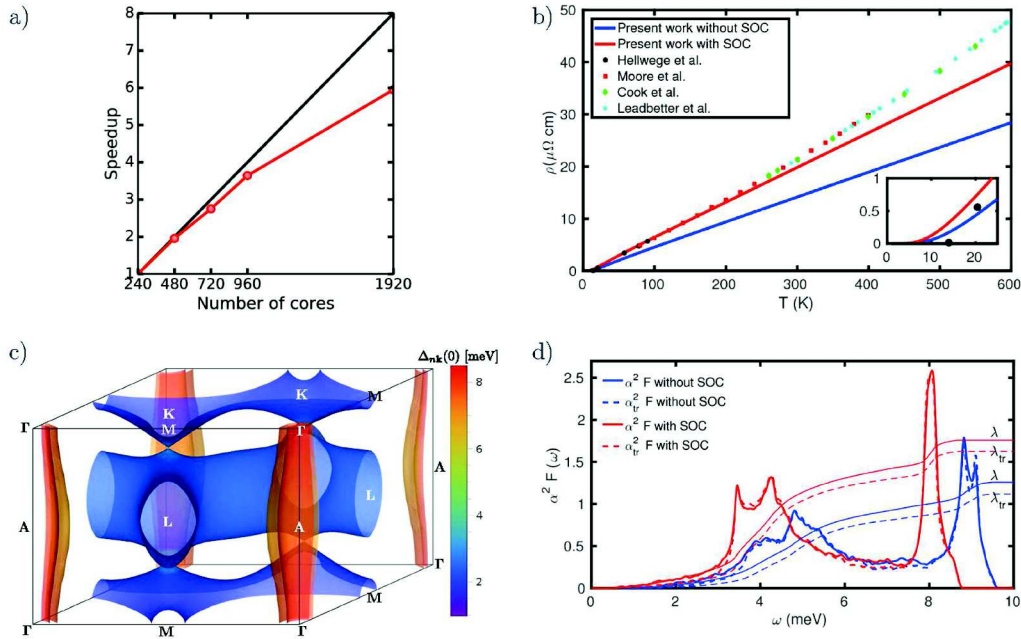 a)
8
7
6
5
4
3
2
1
Speedup
240 480 720 960 1920
Number of cores
b)
50
40
30
20
10
0
ρ(μΩ cm)
Present work without SOC
Present work with SOC
Hellwege et al.
Moore et al.
Cook et al.
Leadbetter et al.
1
0.5
0
0 10 20
0 100 200 300 400 500 600
T (K)
c)
Δnk(0) [meV]
8
6
4
2
K
K
M
Γ
Γ
M
Γ
A
L
L
A
A
Γ
M
Γ
M
Γ
d)
2.5
2
1.5
1
0.5
0
α² F (ω)
α² F without SOC
α²tr F without SOC
α² F with SOC
α²tr F with SOC
λ
λtr
λ
λtr
0 2 4 6 8 10
ω (meV)